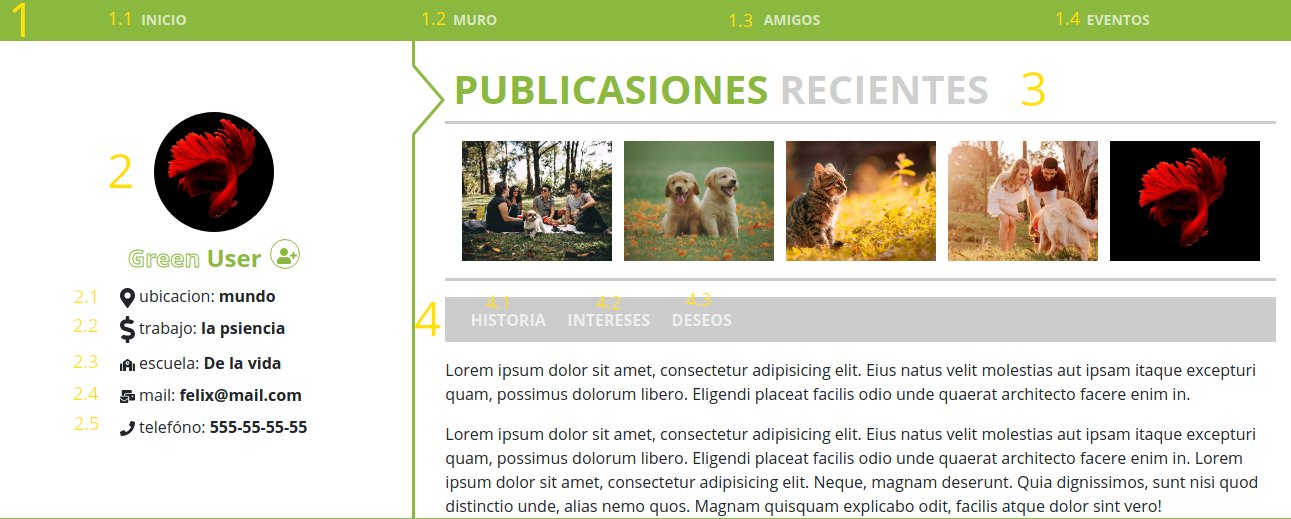 1 1.1 INICIO 1.2 MURO 1.3 AMIGOS 1.4 EVENTOS
PUBLICASIONES RECIENTES 3
2
Green User
2.1 ubicacion: mundo
2.2 trabajo: la psiencia
2.3 escuela: De la vida
2.4 mail: felix@mail.com
2.5 telefóno: 555-55-55-55
4 4.1 4.2 4.3
HISTORIA INTERESES DESEOS
Lorem ipsum dolor sit amet, consectetur adipisicing elit. Eius natus velit molestias aut ipsam itaque excepturi
quam, possimus dolorum libero. Eligendi placeat facilis odio unde quaerat architecto facere enim in.
Lorem ipsum dolor sit amet, consectetur adipisicing elit. Eius natus velit molestias aut ipsam itaque excepturi
quam, possimus dolorum libero. Eligendi placeat facilis odio unde quaerat architecto facere enim in. Lorem
ipsum dolor sit amet, consectetur adipisicing elit. Neque, magnam deserunt. Quia dignissimos, sunt nisi quod
distinctio unde, alias nemo quos. Magnam quisquam explicabo odit, facilis atque dolor sint vero!